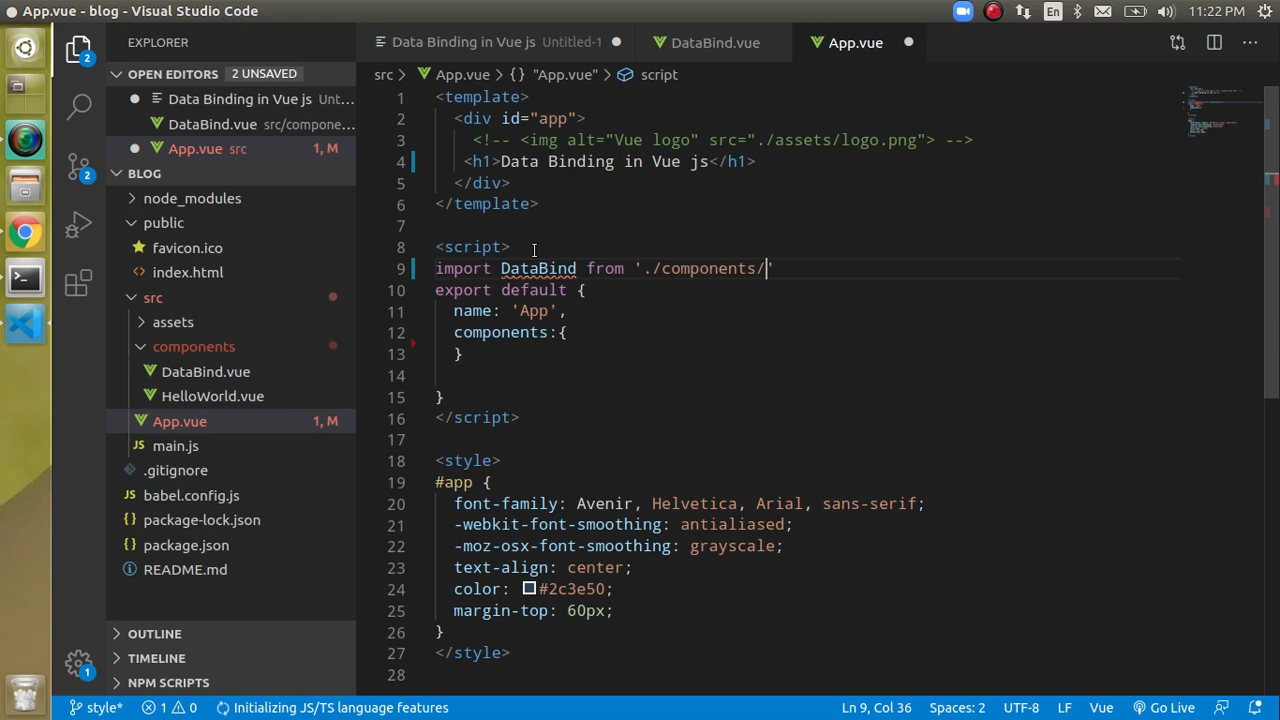 App.vue - blog - Visual Studio Code
En
11:22 PM
EXPLORER
Data Binding in Vue js Untitled-1
DataBind.vue
App.vue
OPEN EDITORS 2 UNSAVED
Data Binding in Vue js Unt...
DataBind.vue src/compone...
App.vue src 1, M
BLOG
node_modules
public
favicon.ico
index.html
src
assets
components
DataBind.vue
HelloWorld.vue
App.vue 1, M
JS main.js
.gitignore
babel.config.js
package-lock.json
package.json
README.md
OUTLINE
TIMELINE
NPM SCRIPTS
2
2
1
src > App.vue > {} "App.vue" > script
1 <template>
2 <div id="app">
3 <!-- <img alt="Vue logo" src="./assets/logo.png"> -->
4 <h1>Data Binding in Vue js</h1>
5 </div>
6 </template>
7
8 <script>
9 import DataBind from './components/'
10 export default {
11 name: 'App',
12 components:{
13 }
14
15 }
16 </script>
17
18 <style>
19 #app {
20 font-family: Avenir, Helvetica, Arial, sans-serif;
21 -webkit-font-smoothing: antialiased;
22 -moz-osx-font-smoothing: grayscale;
23 text-align: center;
24 color: #2c3e50;
25 margin-top: 60px;
26 }
27 </style>
28
style* 1 0 Initializing JS/TS language features
Ln 9, Col 36 Spaces: 2 UTF-8 LF Vue Go Live